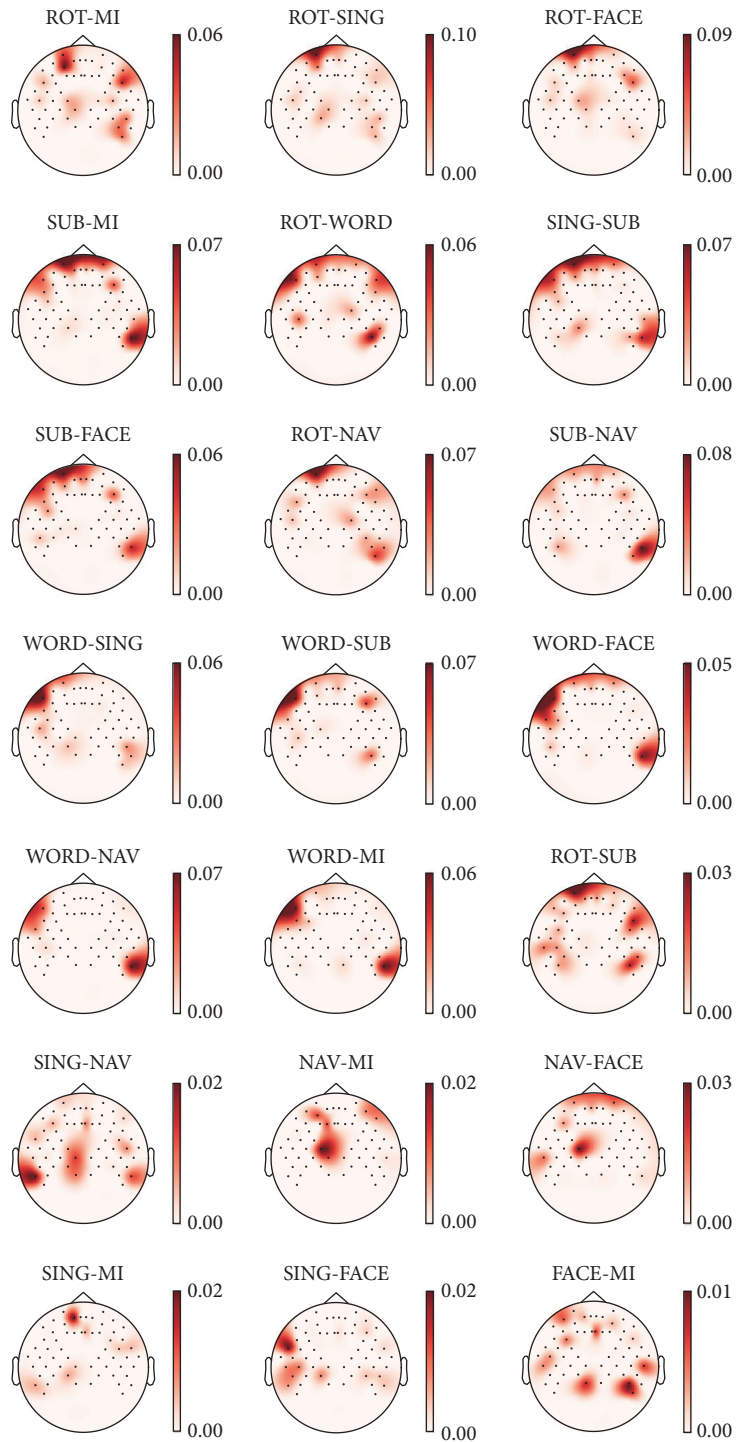 ROT-MI ROT-SING ROT-FACE
0.06 0.10 0.09
0.00 0.00 0.00
SUB-MI ROT-WORD SING-SUB
0.07 0.06 0.07
0.00 0.00 0.00
SUB-FACE ROT-NAV SUB-NAV
0.06 0.07 0.08
0.00 0.00 0.00
WORD-SING WORD-SUB WORD-FACE
0.06 0.07 0.05
0.00 0.00 0.00
WORD-NAV WORD-MI ROT-SUB
0.07 0.06 0.03
0.00 0.00 0.00
SING-NAV NAV-MI NAV-FACE
0.02 0.02 0.03
0.00 0.00 0.00
SING-MI SING-FACE FACE-MI
0.02 0.02 0.01
0.00 0.00 0.00